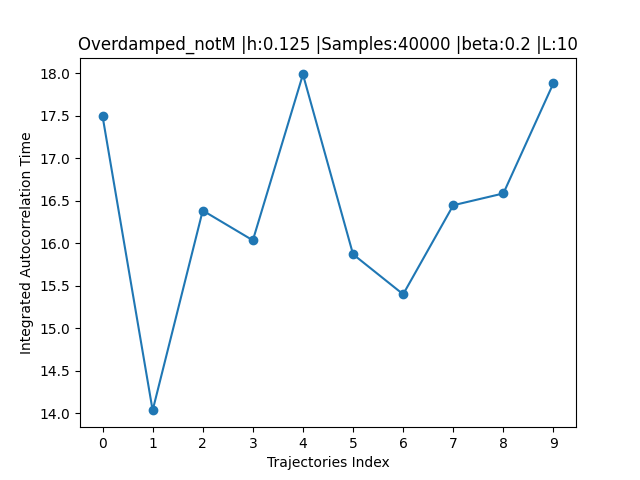 Overdamped_notM |h:0.125 |Samples:40000 |beta:0.2 |L:10
18.0
17.5
17.0
16.5
16.0
15.5
15.0
14.5
14.0
Integrated Autocorrelation Time
0 1 2 3 4 5 6 7 8 9
Trajectories Index